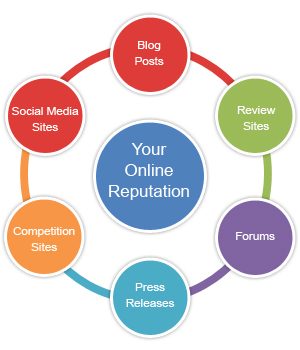 Blog
Posts
Social Media
Sites
Review
Sites
Your
Online
Reputation
Competition
Sites
Forums
Press
Releases